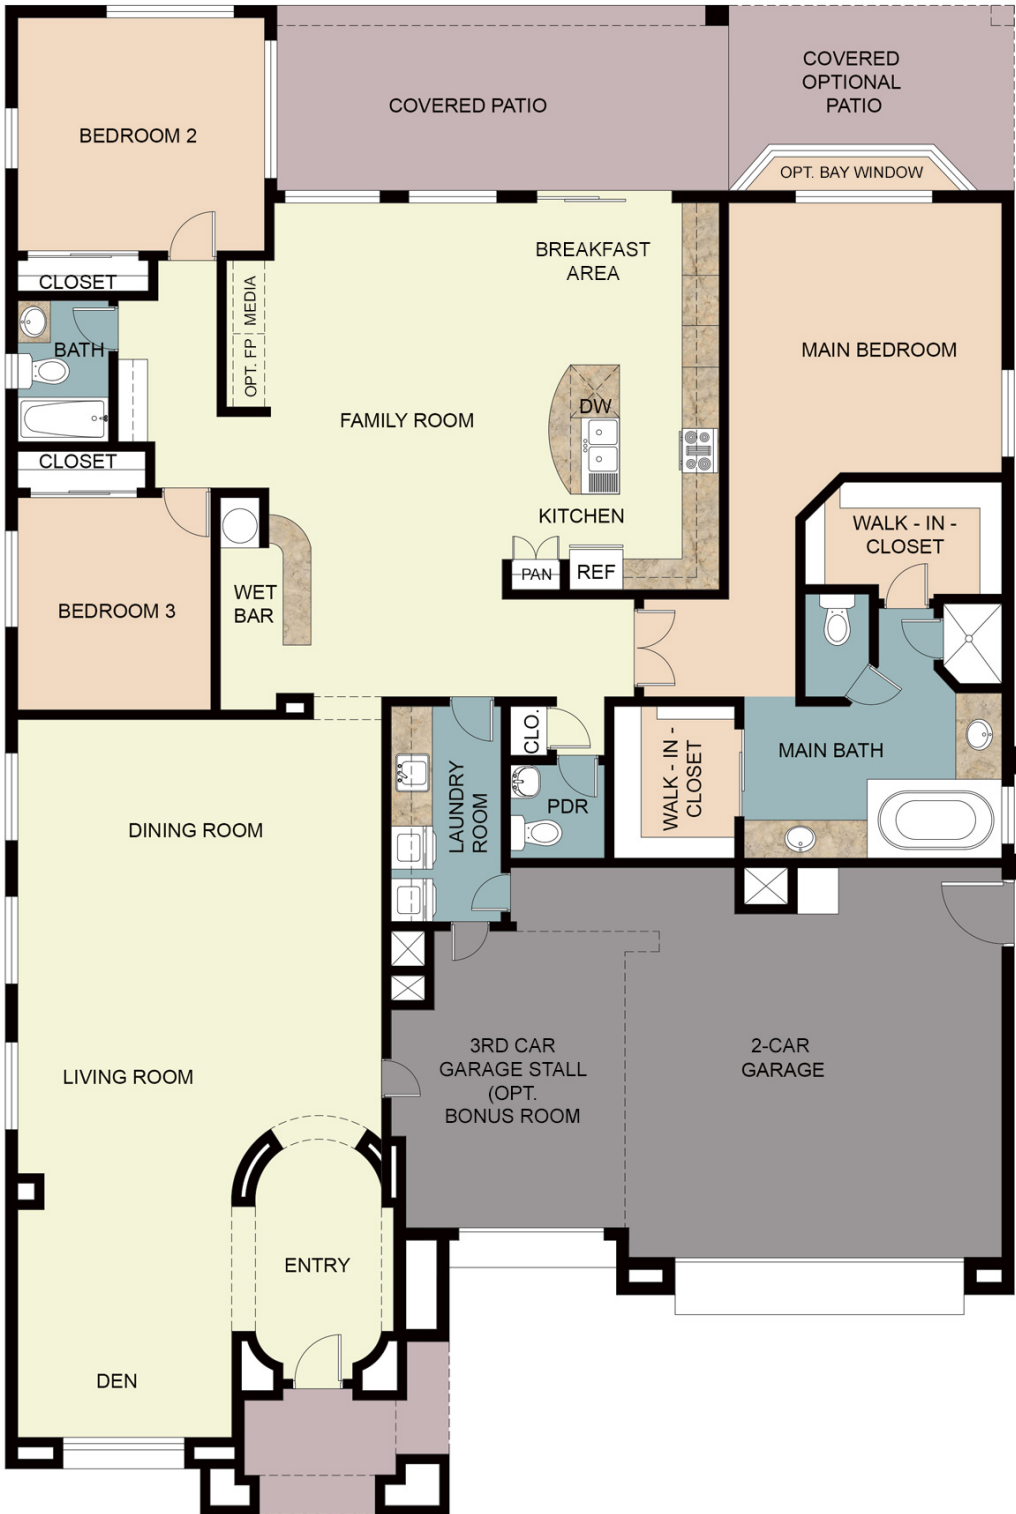 COVERED
OPTIONAL
PATIO
COVERED PATIO
BEDROOM 2
OPT. BAY WINDOW
BREAKFAST
AREA
CLOSET
OPT. FP MEDIA
BATH
MAIN BEDROOM
DW
FAMILY ROOM
CLOSET
KITCHEN
WALK - IN -
CLOSET
PAN
REF
WET
BAR
BEDROOM 3
CLO.
WALK - IN -
CLOSET
MAIN BATH
LAUNDRY
ROOM
PDR
DINING ROOM
3RD CAR
GARAGE STALL
(OPT.
BONUS ROOM
2-CAR
GARAGE
LIVING ROOM
ENTRY
DEN